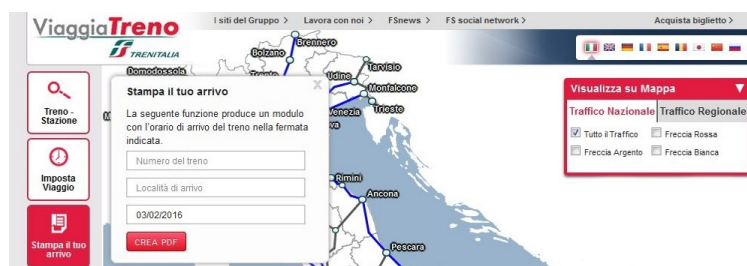 ViaggiaTreno
TRENITALIA
I siti del Gruppo > Lavora con noi > FSnews > FS social network > Acquista biglietto >
Treno -
Stazione
Imposta
Viaggio
Stampa il tuo
arrivo
Stampa il tuo arrivo X
La seguente funzione produce un modulo
con l'orario di arrivo del treno nella fermata
indicata.
Numero del treno
Località di arrivo
03/02/2016
CREA PDF
Brennero
Bolzano
Tarvisio
Domodossola
Trento
Udine
Monfalcone
Venezia
Trieste
Rimini
Ancona
Pescara
Visualizza su Mappa
Traffico Nazionale Traffico Regionale
Tutto il Traffico Freccia Rossa
Freccia Argento Freccia Bianca